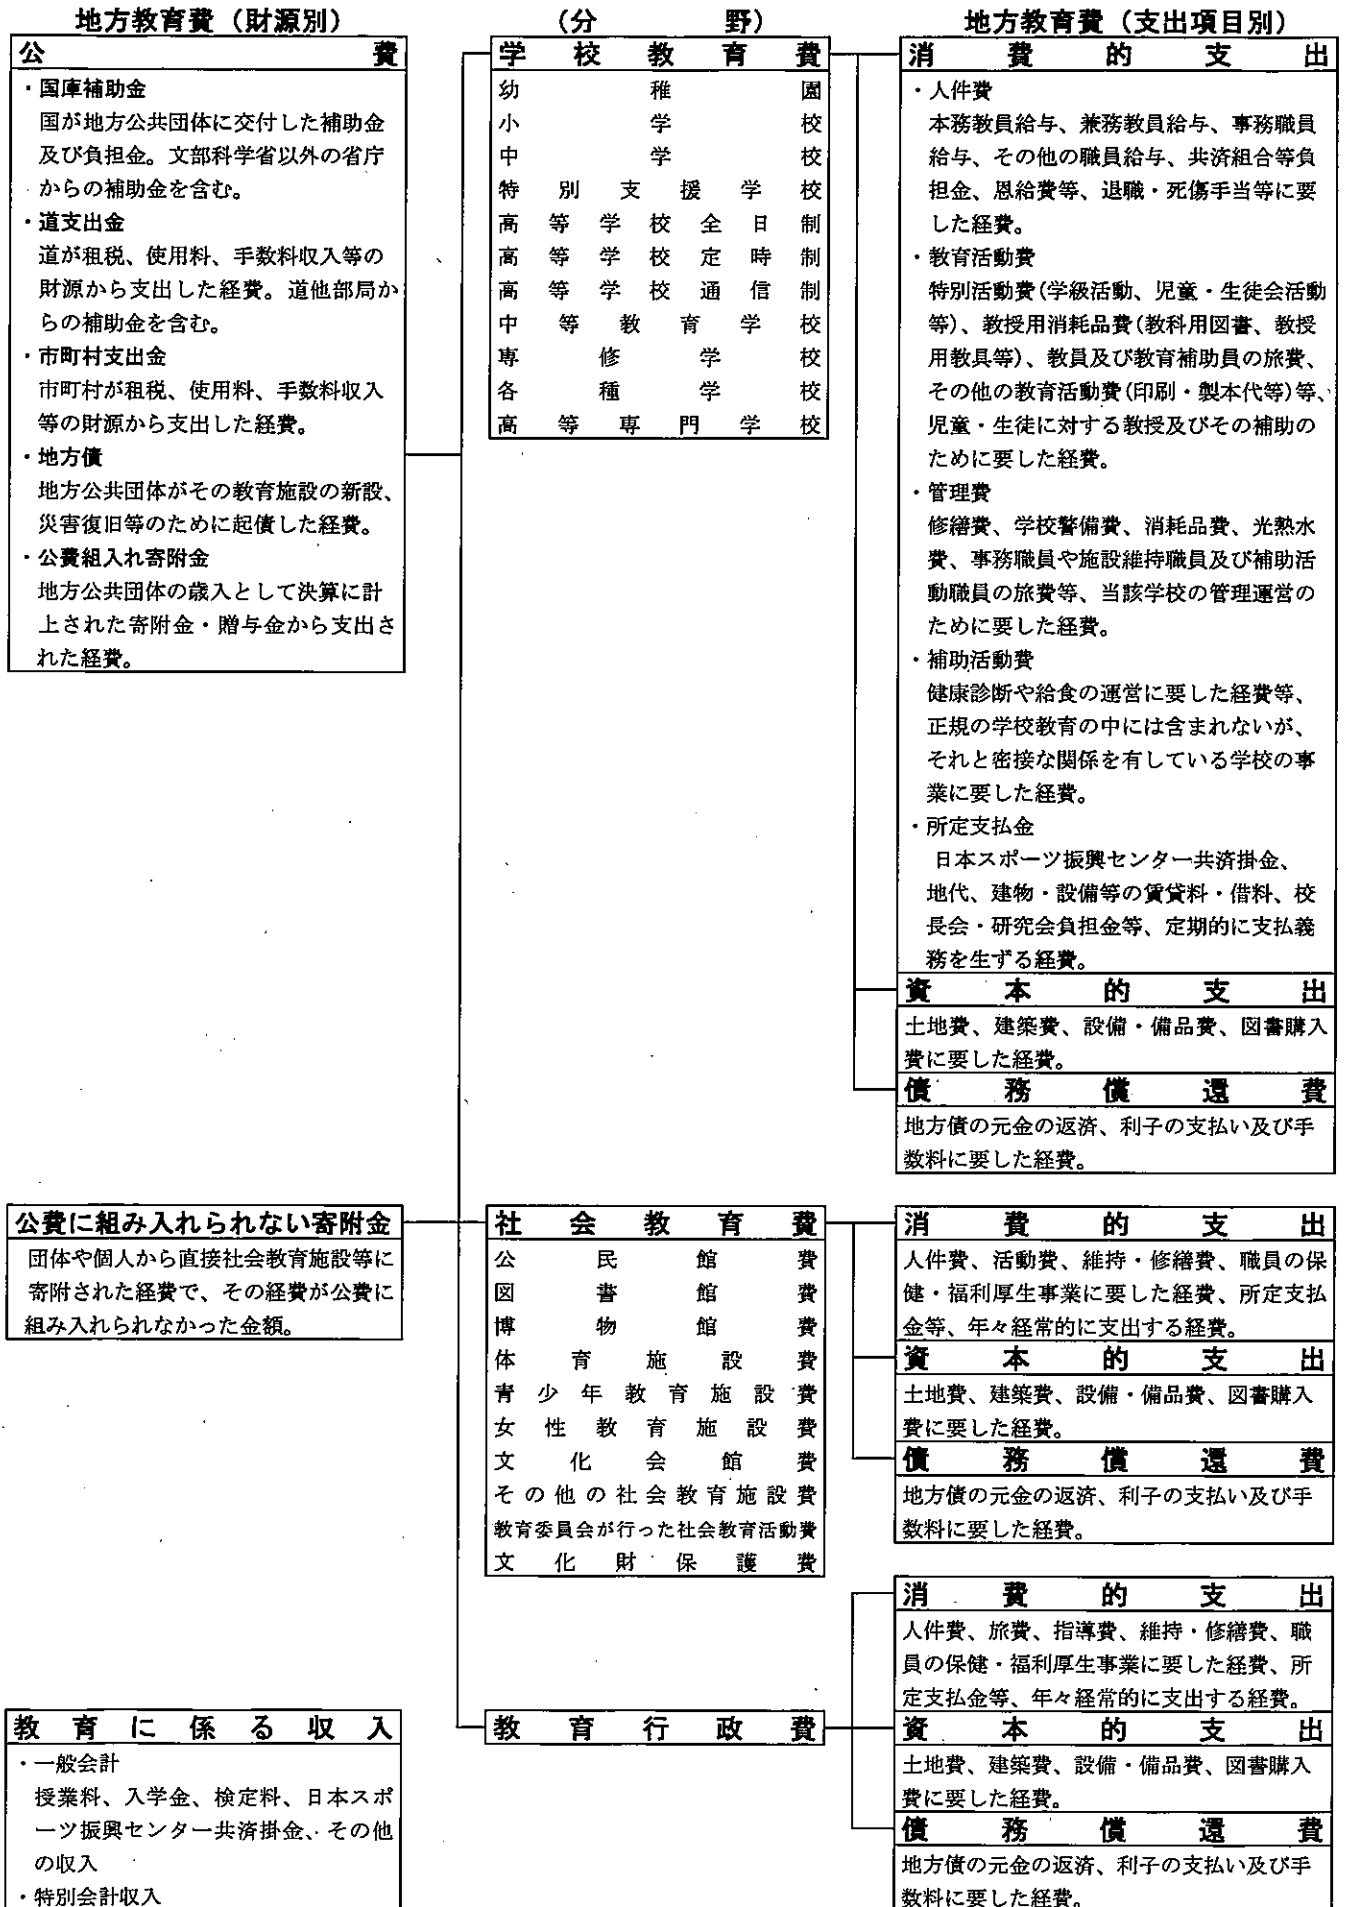 地方教育費（財源別）
公費
・国庫補助金
国が地方公共団体に交付した補助金
及び負担金。文部科学省以外の省庁
からの補助金を含む。
・道支出金
道が租税、使用料、手数料収入等の
財源から支出した経費。道他部局か
らの補助金を含む。
・市町村支出金
市町村が租税、使用料、手数料収入
等の財源から支出した経費。
・地方債
地方公共団体がその教育施設の新設、
災害復旧等のために起債した経費。
・公費組入れ寄附金
地方公共団体の歳入として決算に計
上された寄附金・贈与金から支出さ
れた経費。
公費に組み入れられない寄附金
団体や個人から直接社会教育施設等に
寄附された経費で、その経費が公費に
組み入れられなかった金額。
教育に係る収入
・一般会計
授業料、入学金、検定料、日本スポ
ーツ振興センター共済掛金、その他
の収入
・特別会計収入
（分野）
学校教育費
幼稚園
小学校
中学校
特別支援学校
高等学校全日制
高等学校定時制
高等学校通信制
中等教育学校
専修学校
各種学校
高等専門学校
社会教育費
公民館費
図書館費
博物館費
体育施設費
青少年教育施設費
女性教育施設費
文化会館費
その他の社会教育施設費
教育委員会が行った社会教育活動費
文化財保護費
教育行政費
地方教育費（支出項目別）
消費的支出
・人件費
本務教員給与、兼務教員給与、事務職員
給与、その他の職員給与、共済組合等負
担金、恩給費等、退職・死傷手当等に要
した経費。
・教育活動費
特別活動費(学級活動、児童・生徒会活動
等)、教授用消耗品費(教科用図書、教授
用教具等)、教員及び教育補助員の旅費、
その他の教育活動費(印刷・製本代等)等、
児童・生徒に対する教授及びその補助の
ために要した経費。
・管理費
修繕費、学校警備費、消耗品費、光熱水
費、事務職員や施設維持職員及び補助活
動職員の旅費等、当該学校の管理運営の
ために要した経費。
・補助活動費
健康診断や給食の運営に要した経費等、
正規の学校教育の中には含まれないが、
それと密接な関係を有している学校の事
業に要した経費。
・所定支払金
日本スポーツ振興センター共済掛金、
地代、建物・設備等の賃貸料・借料、校
長会・研究会負担金等、定期的に支払義
務を生ずる経費。
資本的支出
土地費、建築費、設備・備品費、図書購入
費に要した経費。
債務償還費
地方債の元金の返済、利子の支払い及び手
数料に要した経費。
消費的支出
人件費、活動費、維持・修繕費、職員の保
健・福利厚生事業に要した経費、所定支払
金等、年々経常的に支出する経費。
資本的支出
土地費、建築費、設備・備品費、図書購入
費に要した経費。
債務償還費
地方債の元金の返済、利子の支払い及び手
数料に要した経費。
消費的支出
人件費、旅費、指導費、維持・修繕費、職
員の保健・福利厚生事業に要した経費、所
定支払金等、年々経常的に支出する経費。
資本的支出
土地費、建築費、設備・備品費、図書購入
費に要した経費。
債務償還費
地方債の元金の返済、利子の支払い及び手
数料に要した経費。